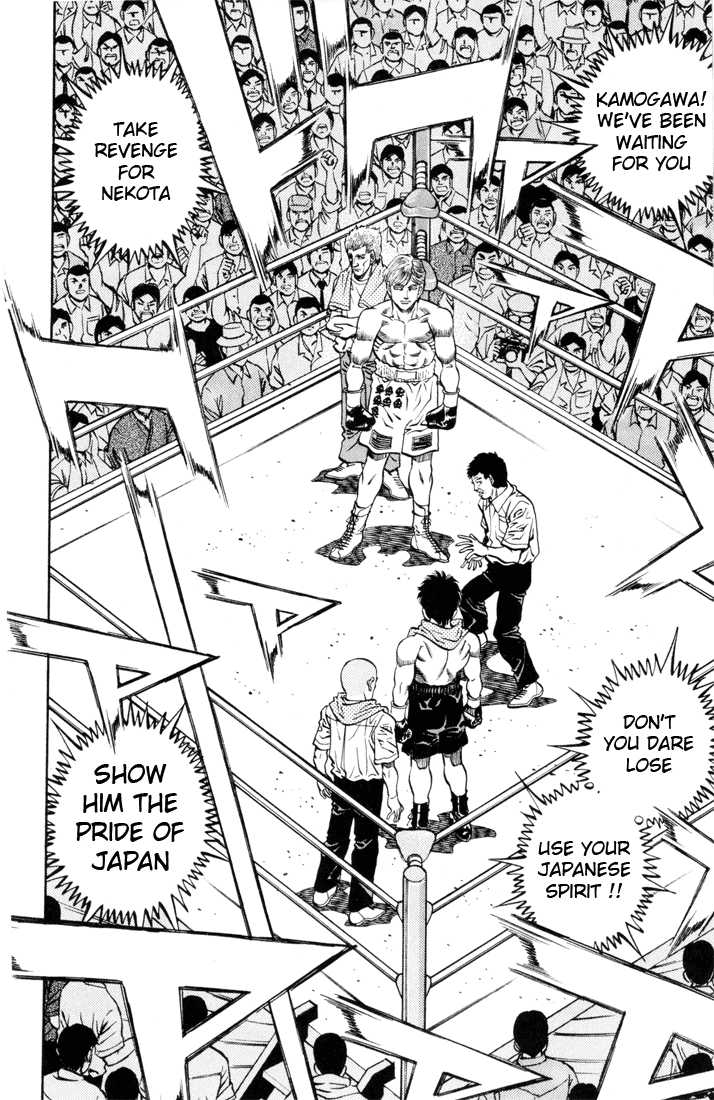 KAMOGAWA!
WE'VE BEEN
WAITING
FOR YOU
TAKE
REVENGE
FOR
NEKOTA
DON'T
YOU DARE
LOSE
USE YOUR
JAPANESE
SPIRIT !!
SHOW
HIM THE
PRIDE OF
JAPAN